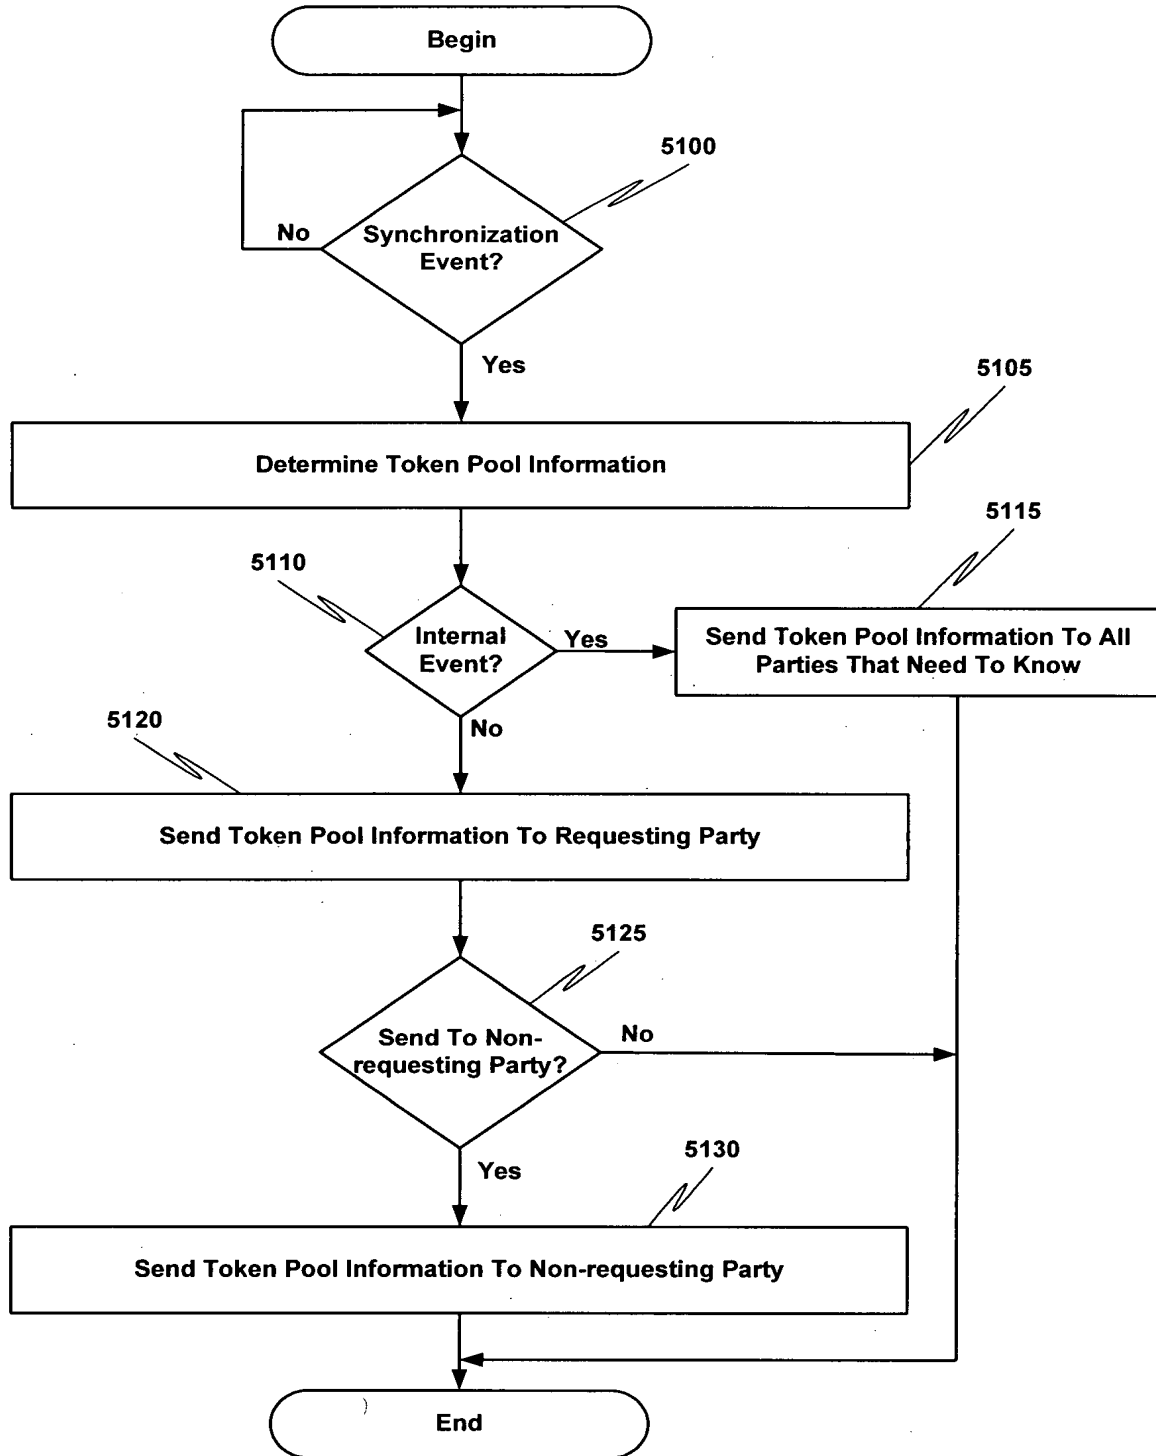 Begin
5100
No
Synchronization
Event?
Yes
5105
Determine Token Pool Information
5115
5110
Internal
Event?
Yes
Send Token Pool Information To All
Parties That Need To Know
No
5120
Send Token Pool Information To Requesting Party
5125
Send To Non-
requesting Party?
No
Yes
5130
Send Token Pool Information To Non-requesting Party
End